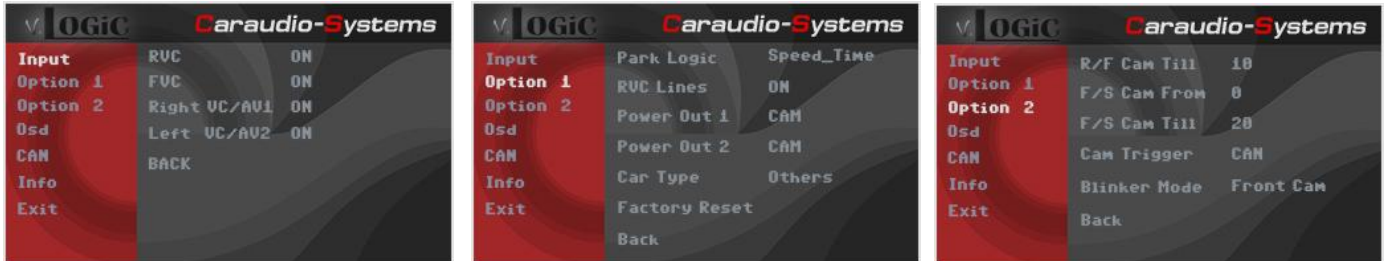 V.LOGiC Caraudio-Systems
Input
Option 1
Option 2
Osd
CAN
Info
Exit
RVC ON
FVC ON
Right VC/AV1 ON
Left VC/AV2 ON
BACK
V.LOGiC Caraudio-Systems
Input
Option 1
Option 2
Osd
CAN
Info
Exit
Park Logic Speed_Time
RVC Lines ON
Power Out 1 CAM
Power Out 2 CAM
Car Type Others
Factory Reset
Back
V.LOGiC Caraudio-Systems
Input
Option 1
Option 2
Osd
CAN
Info
Exit
R/F Cam Till 10
F/S Cam From 0
F/S Cam Till 20
Cam Trigger CAN
Blinker Mode Front Cam
Back